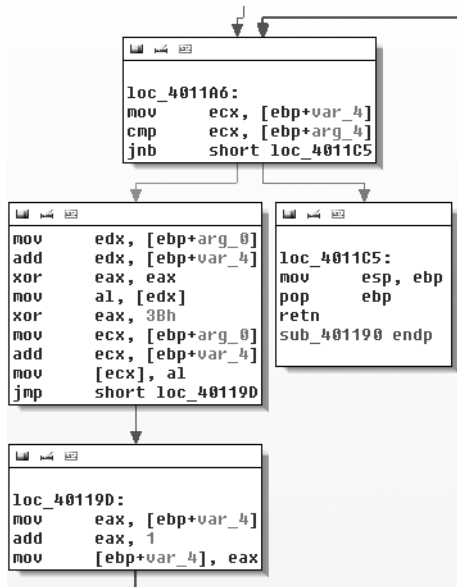 loc_4011A6:
mov ecx, [ebp+var_4]
cmp ecx, [ebp+arg_4]
jnb short loc_4011C5
mov edx, [ebp+arg_0]
add edx, [ebp+var_4]
xor eax, eax
mov al, [edx]
xor eax, 3Bh
mov ecx, [ebp+arg_0]
add ecx, [ebp+var_4]
mov [ecx], al
jmp short loc_40119D
loc_4011C5:
mov esp, ebp
pop ebp
retn
sub_401190 endp
loc_40119D:
mov eax, [ebp+var_4]
add eax, 1
mov [ebp+var_4], eax